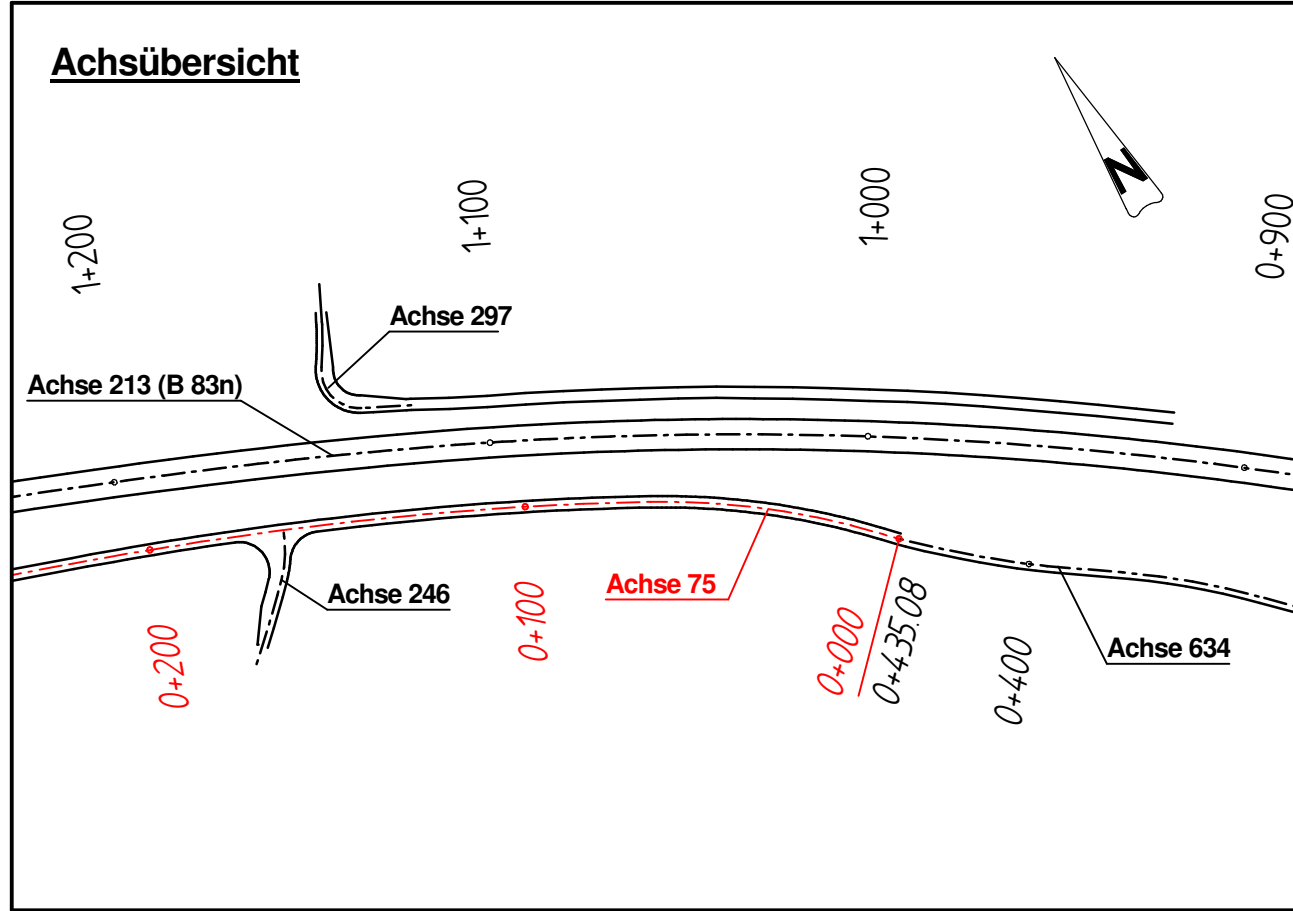 Achsübersicht
N
1+200
1+100
1+000
0+900
Achse 297
Achse 213 (B 83n)
Achse 246
Achse 75
Achse 634
0+200
0+100
0+000
0+435.08
0+400